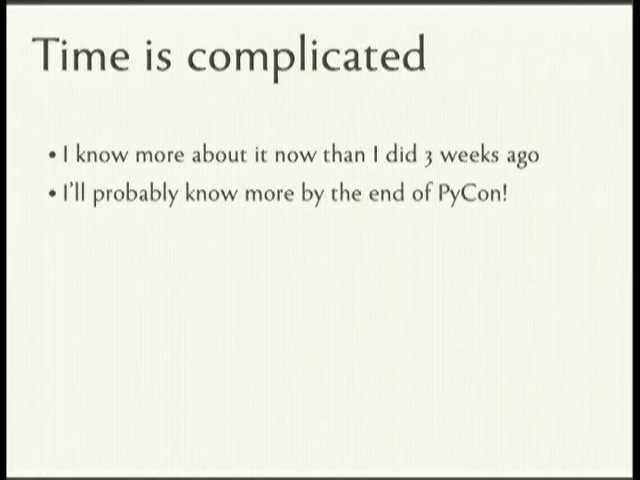 Time is complicated
• I know more about it now than I did 3 weeks ago
• I'll probably know more by the end of PyCon!